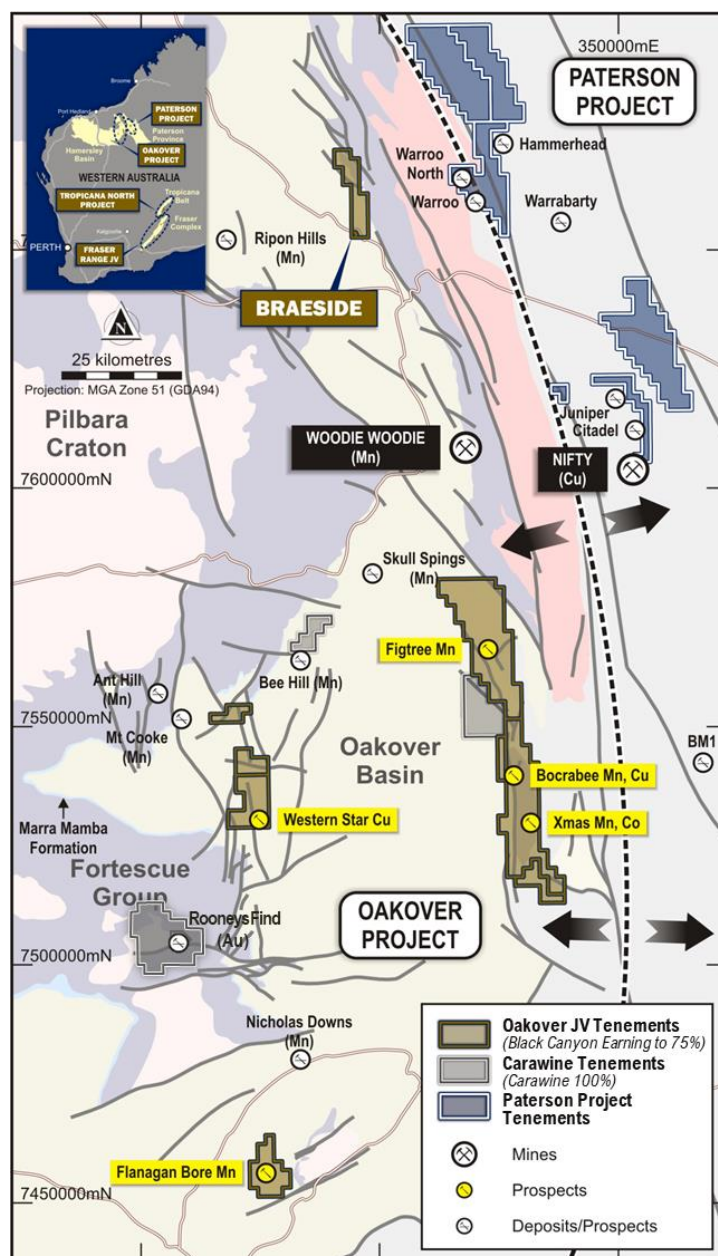 350000mE
PATERSON
PROJECT
Broome
Port Hedland
PATERSON
PROJECT
Paterson
Province
Hamersley
Basin
OAKOVER
PROJECT
WESTERN AUSTRALIA
TROPICANA NORTH
PROJECT
Tropicana
Belt
Kalgoorlie
Fraser
Complex
PERTH
FRASER
RANGE JV
Hammerhead
Warroo
North
Warroo
Warrabarty
Ripon Hills
(Mn)
BRAESIDE
N
25 kilometres
Projection: MGA Zone 51 (GDA94)
Pilbara
Craton
WOODIE WOODIE
(Mn)
Juniper
Citadel
NIFTY
(Cu)
7600000mN
Skull Spings
(Mn)
Figtree Mn
Bee Hill (Mn)
Ant Hill
(Mn)
Mt Cooke
(Mn)
7550000mN
Oakover
Basin
BM1
Bocrabee Mn, Cu
Western Star Cu
Xmas Mn, Co
Marra Mamba
Formation
Fortescue
Group
RooneysFind
(Au)
OAKOVER
PROJECT
7500000mN
Nicholas Downs
(Mn)
Flanagan Bore Mn
7450000mN
Oakover JV Tenements
(Black Canyon Earning to 75%)
Carawine Tenements
(Carawine 100%)
Paterson Project
Tenements
Mines
Prospects
Deposits/Prospects